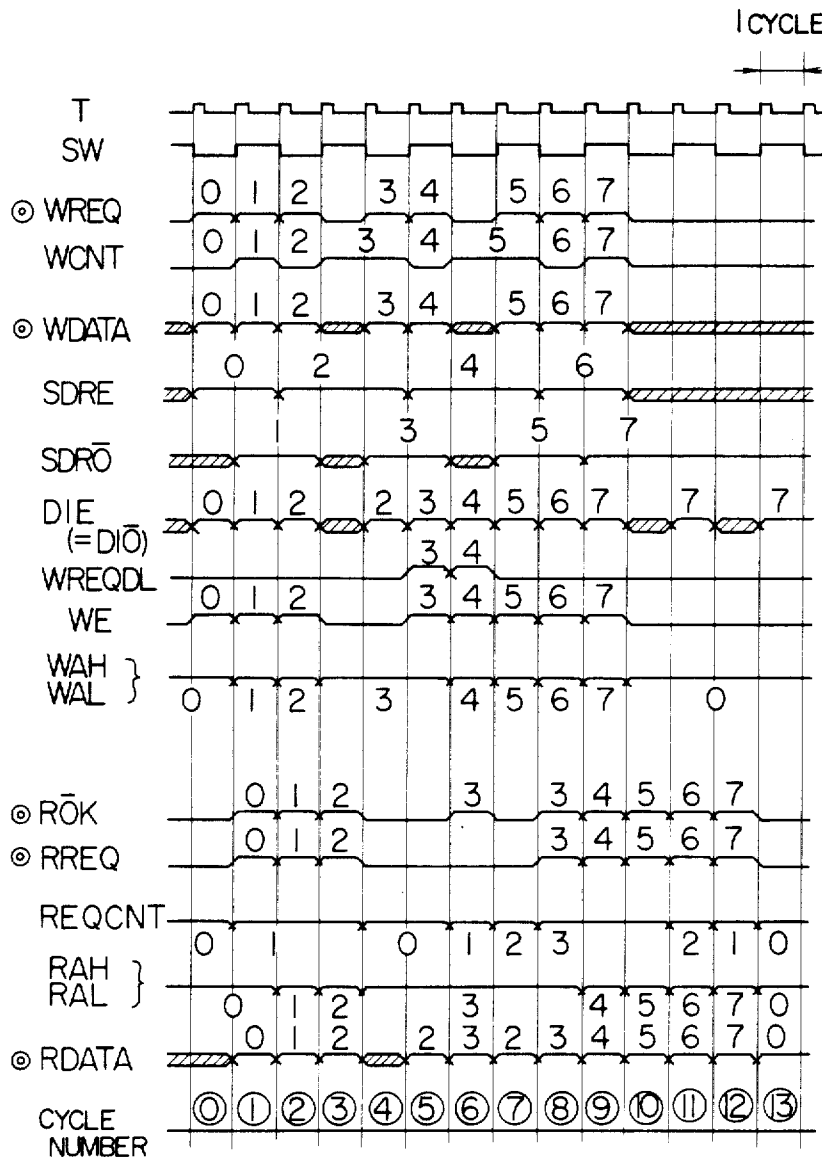 1 CYCLE
T
SW
0 1 2 3 4 5 6 7
◎ WREQ
WCNT 0 1 2 3 4 5 6 7
0 1 2 3 4 5 6 7
◎ WDATA
0 2 4 6
SDRE
1 3 5 7
SDRŌ
DIE 0 1 2 2 3 4 5 6 7 7 7
(=DIŌ)
3 4
WREQDL
WE 0 1 2 3 4 5 6 7
WAH
WAL }
0 1 2 3 4 5 6 7 0
0 1 2 3 3 4 5 6 7
◎ RŌK
0 1 2 3 4 5 6 7
◎ RREQ
REQCNT
0 1 0 1 2 3 2 1 0
RAH
RAL }
0 1 2 3 4 5 6 7 0
0 1 2 2 3 2 3 4 5 6 7 0
◎ RDATA
CYCLE NUMBER ⓪ ① ② ③ ④ ⑤ ⑥ ⑦ ⑧ ⑨ ⑩ ⑪ ⑫ ⑬